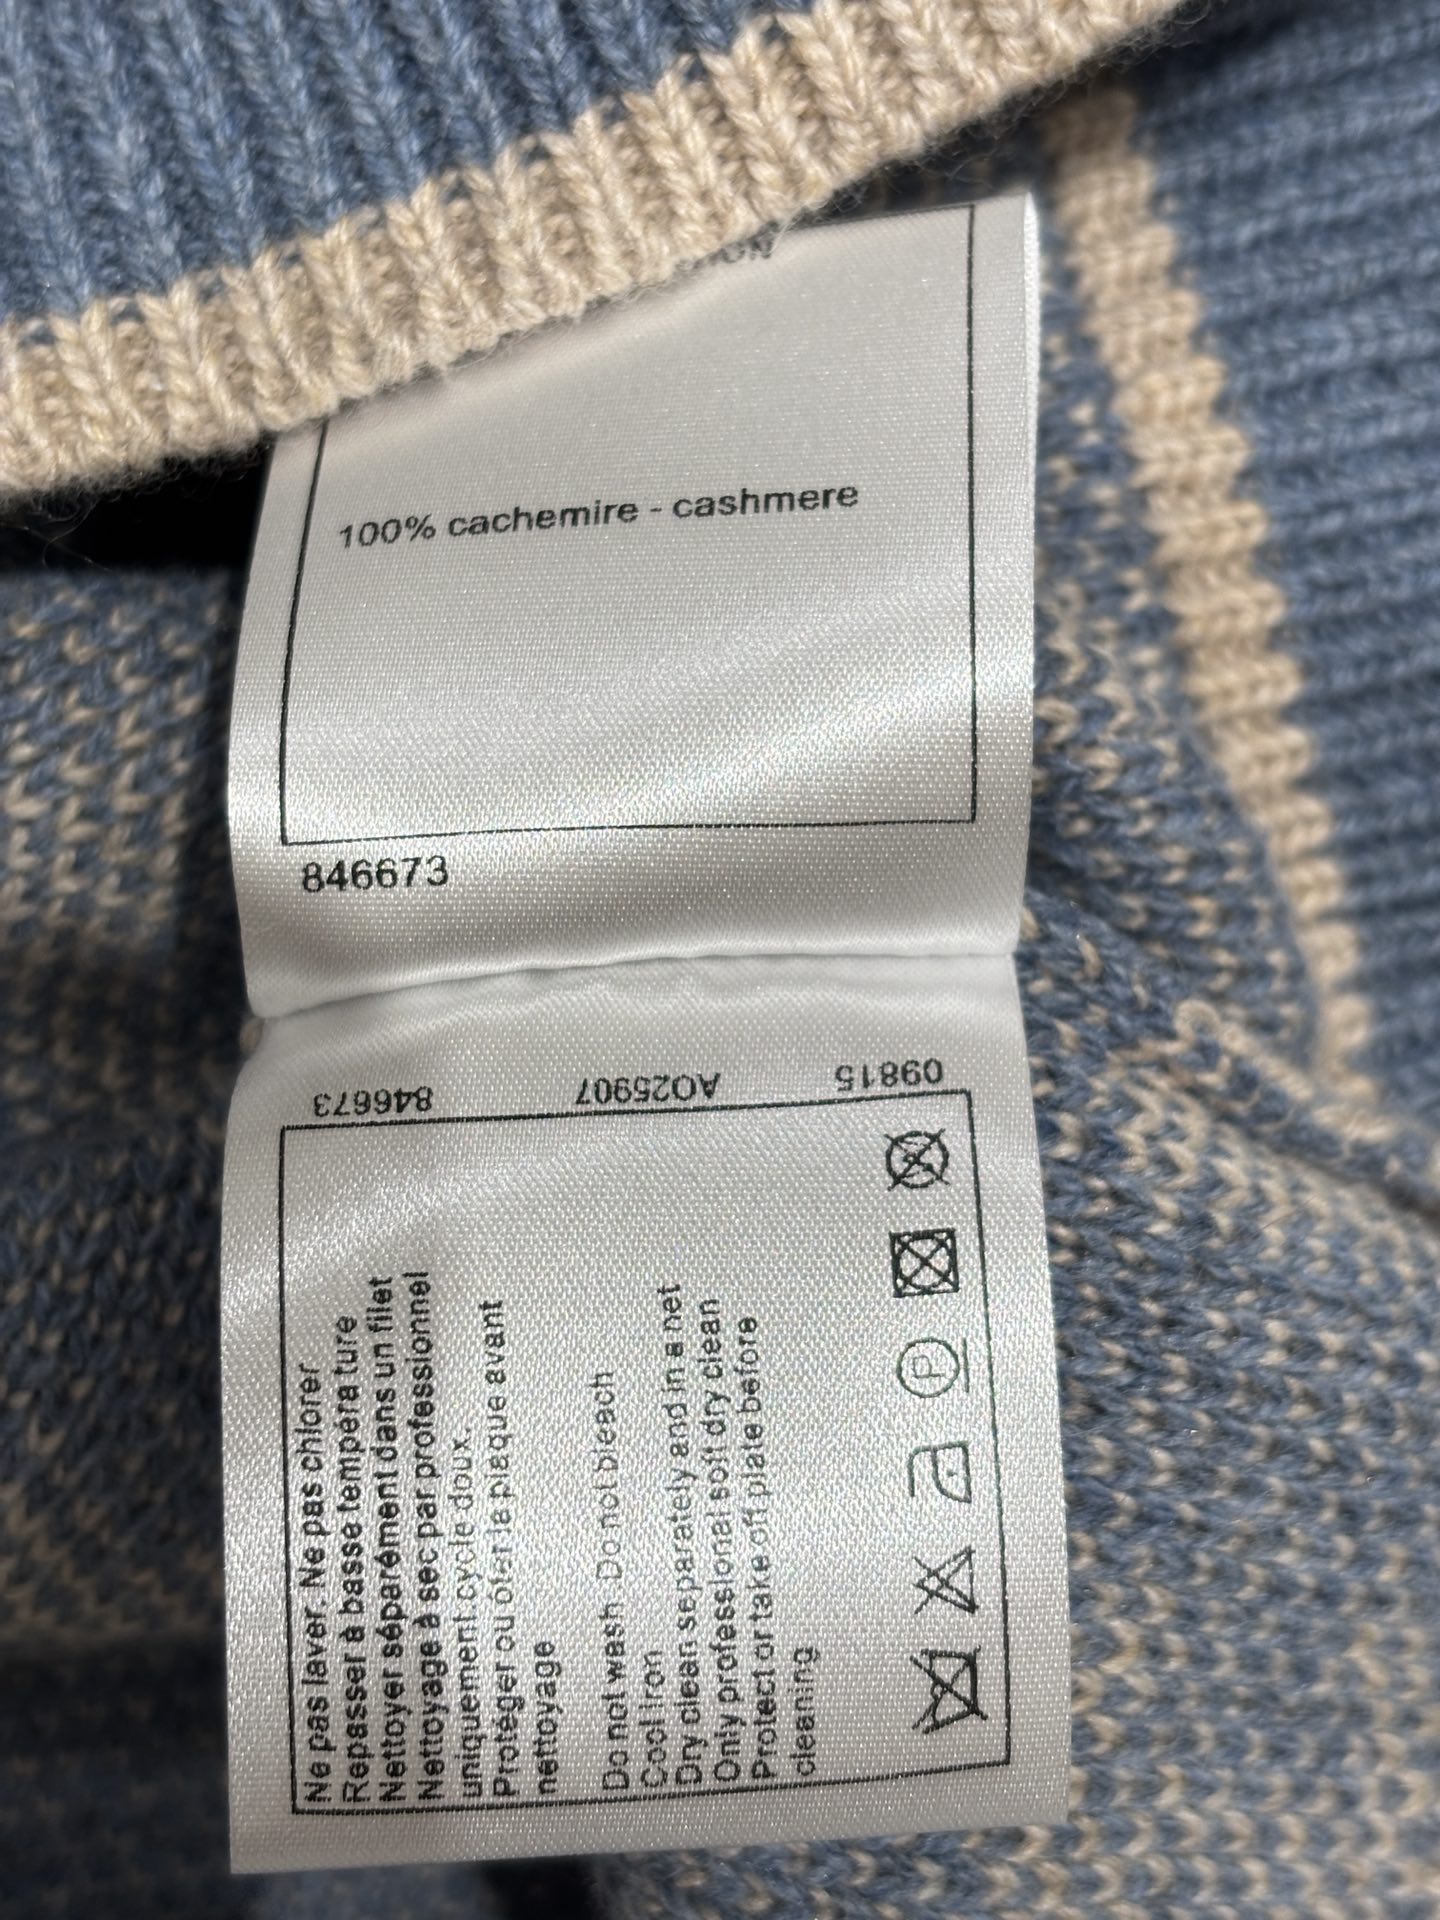 100% cachemire - cashmere
846673
846673 AO25907 09815
Ne pas laver. Ne pas chlorer
Repasser à basse température
Nettoyer séparément dans un filet
Nettoyage à sec par professionnel
uniquement.cycle doux.
Protéger ou oter la plaque avant
nettoyage
Do not wash. Do not bleach
Cool Iron
Dry clean separately and in a net
Only professional soft dry clean
Protect or take off plate before
cleaning
P